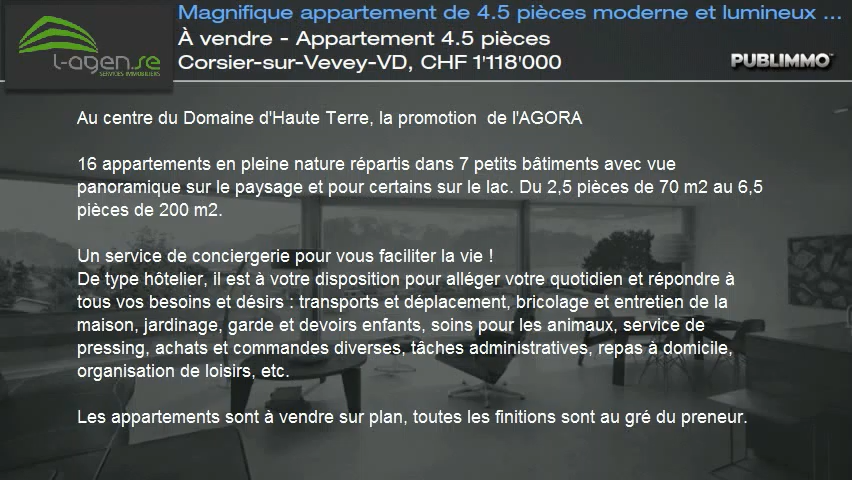 Magnifique appartement de 4.5 pièces moderne et lumineux ...
À vendre - Appartement 4.5 pièces
Corsier-sur-Vevey-VD, CHF 1'118'000
l-agen.se
SERVICES IMMOBILIERS
PUBLIMMO
Au centre du Domaine d'Haute Terre, la promotion  de l'AGORA
16 appartements en pleine nature répartis dans 7 petits bâtiments avec vue
panoramique sur le paysage et pour certains sur le lac. Du 2,5 pièces de 70 m2 au 6,5
pièces de 200 m2.
Un service de conciergerie pour vous faciliter la vie !
De type hôtelier, il est à votre disposition pour alléger votre quotidien et répondre à
tous vos besoins et désirs : transports et déplacement, bricolage et entretien de la
maison, jardinage, garde et devoirs enfants, soins pour les animaux, service de
pressing, achats et commandes diverses, tâches administratives, repas à domicile,
organisation de loisirs, etc.
Les appartements sont à vendre sur plan, toutes les finitions sont au gré du preneur.